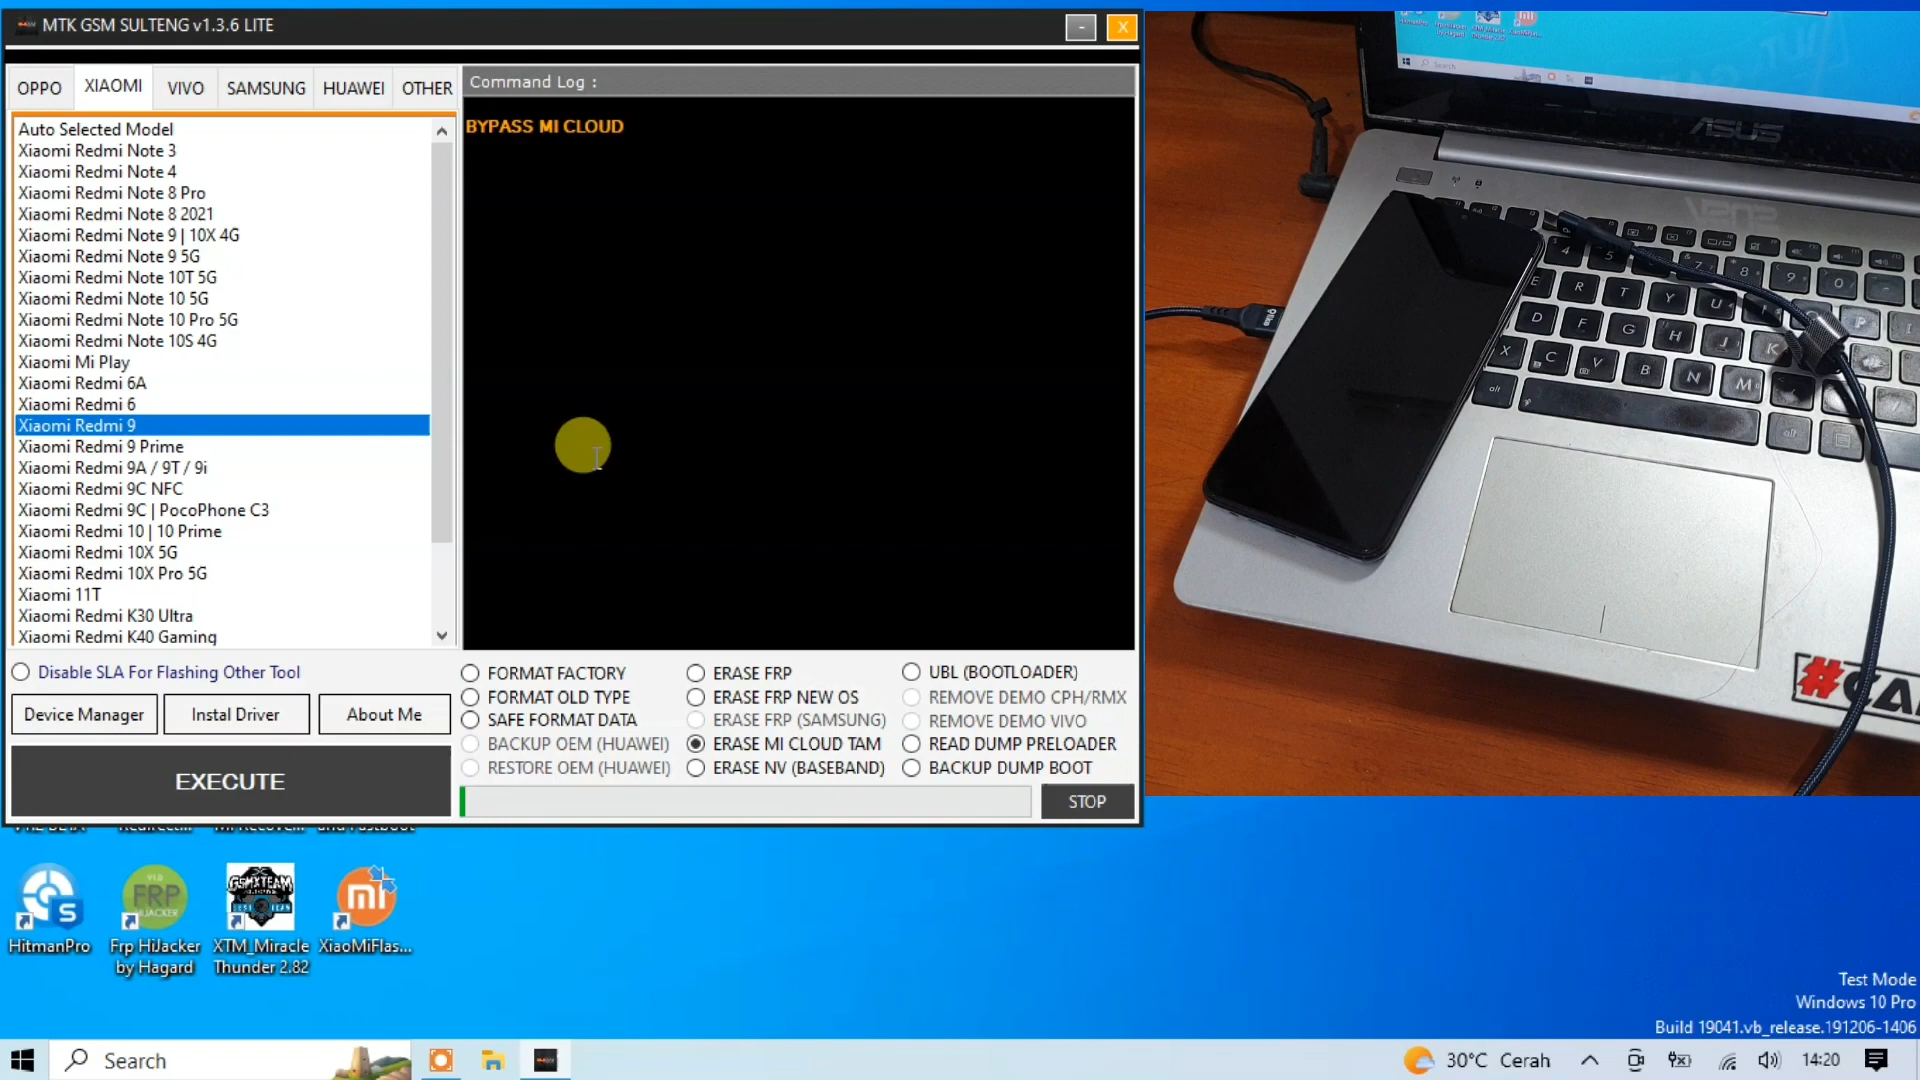 MTK GSM SULTENG v1.3.6 LITE
-
X
OPPO
XIAOMI
VIVO
SAMSUNG
HUAWEI
OTHER
Command Log :
BYPASS MI CLOUD
Auto Selected Model
Xiaomi Redmi Note 3
Xiaomi Redmi Note 4
Xiaomi Redmi Note 8 Pro
Xiaomi Redmi Note 8 2021
Xiaomi Redmi Note 9 | 10X 4G
Xiaomi Redmi Note 9 5G
Xiaomi Redmi Note 10T 5G
Xiaomi Redmi Note 10 5G
Xiaomi Redmi Note 10 Pro 5G
Xiaomi Redmi Note 10S 4G
Xiaomi Mi Play
Xiaomi Redmi 6A
Xiaomi Redmi 6
Xiaomi Redmi 9
Xiaomi Redmi 9 Prime
Xiaomi Redmi 9A / 9T / 9i
Xiaomi Redmi 9C NFC
Xiaomi Redmi 9C | PocoPhone C3
Xiaomi Redmi 10 | 10 Prime
Xiaomi Redmi 10X 5G
Xiaomi Redmi 10X Pro 5G
Xiaomi 11T
Xiaomi Redmi K30 Ultra
Xiaomi Redmi K40 Gaming
Disable SLA For Flashing Other Tool
Device Manager
Instal Driver
About Me
EXECUTE
FORMAT FACTORY
FORMAT OLD TYPE
SAFE FORMAT DATA
BACKUP OEM (HUAWEI)
RESTORE OEM (HUAWEI)
ERASE FRP
ERASE FRP NEW OS
ERASE FRP (SAMSUNG)
ERASE MI CLOUD TAM
ERASE NV (BASEBAND)
UBL (BOOTLOADER)
REMOVE DEMO CPH/RMX
REMOVE DEMO VIVO
READ DUMP PRELOADER
BACKUP DUMP BOOT
STOP
HitmanPro
Frp HiJacker
by Hagard
XTM_Miracle
Thunder 2.82
XiaoMiFlas...
Search
ASUS
4 5 7 8 9 0
E R T Y U P
D F G H J K
X C V B N M
alt
alt
Test Mode
Windows 10 Pro
Build 19041.vb_release.191206-1406
Search
30°C Cerah
14:20